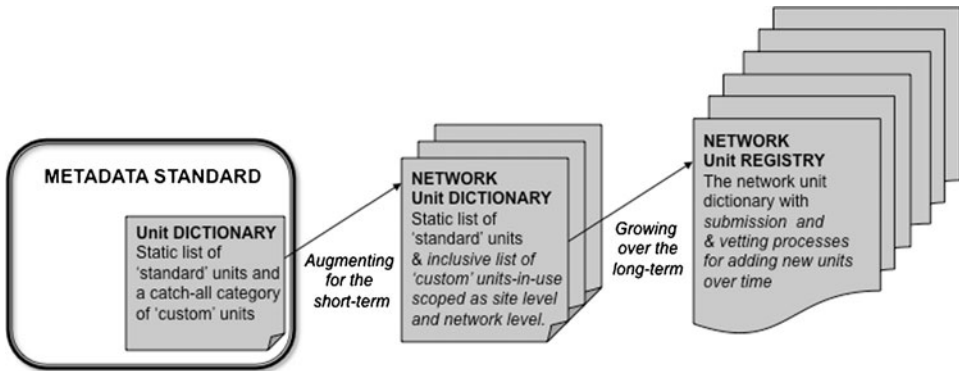 METADATA STANDARD
Unit DICTIONARY
Static list of
'standard' units and
a catch-all category
of 'custom' units
Augmenting
for the
short-term
NETWORK
Unit DICTIONARY
Static list of
'standard' units
& inclusive list of
'custom' units-in-use
scoped as site level
and network level.
Growing
over the
long-term
NETWORK
Unit REGISTRY
The network unit
dictionary with
submission and
& vetting processes
for adding new units
over time